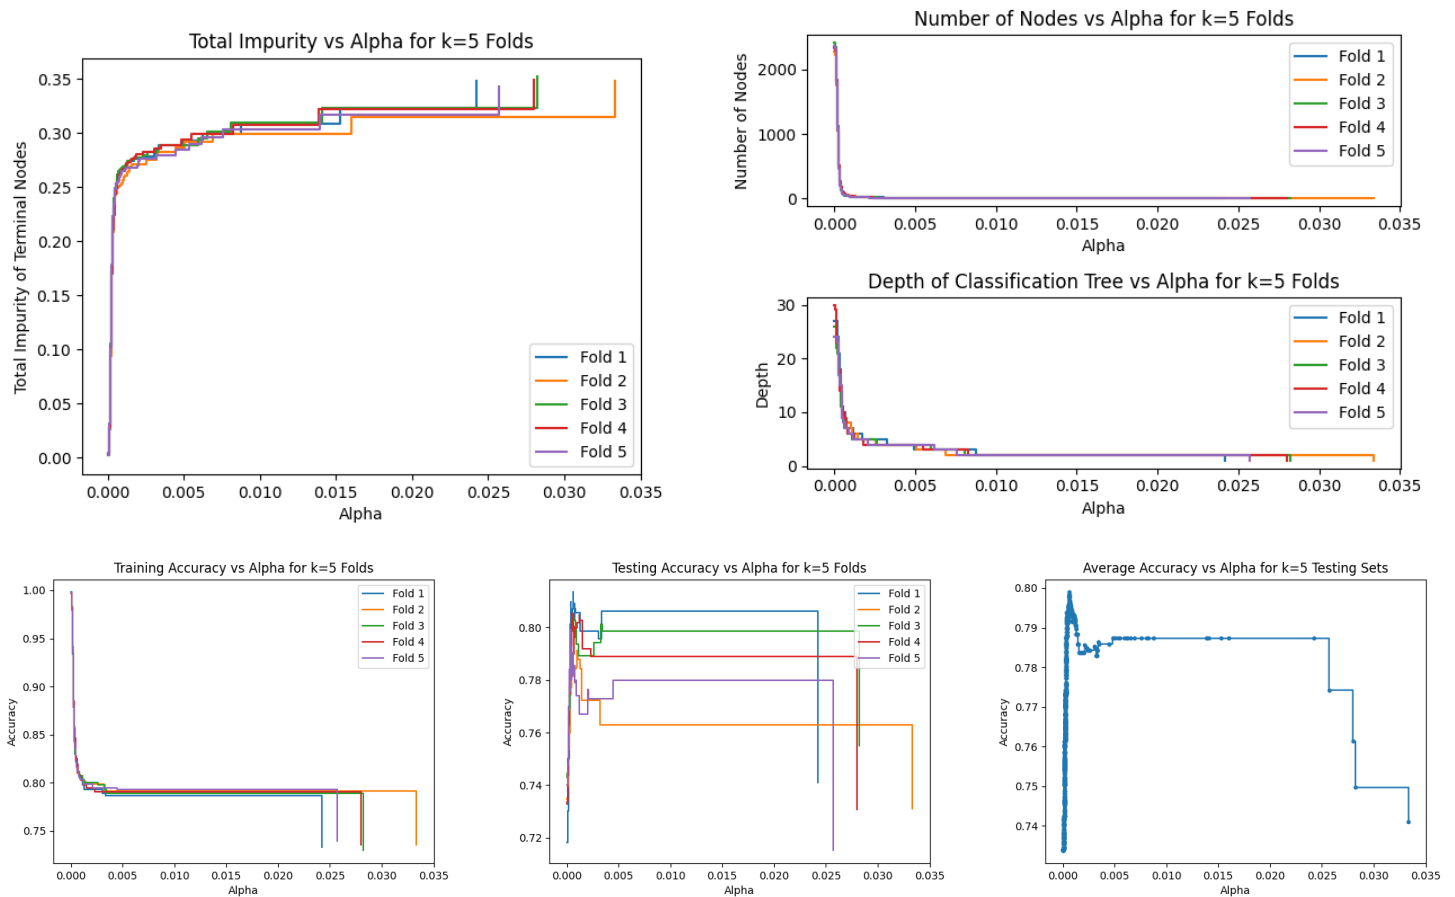 Total Impurity vs Alpha for k=5 Folds
Total Impurity of Terminal Nodes
0.35
0.30
0.25
0.20
0.15
0.10
0.05
0.00
0.000 0.005 0.010 0.015 0.020 0.025 0.030 0.035
Alpha
Fold 1
Fold 2
Fold 3
Fold 4
Fold 5
Number of Nodes vs Alpha for k=5 Folds
Number of Nodes
2000
1000
0
0.000 0.005 0.010 0.015 0.020 0.025 0.030 0.035
Alpha
Fold 1
Fold 2
Fold 3
Fold 4
Fold 5
Depth of Classification Tree vs Alpha for k=5 Folds
Depth
30
20
10
0
0.000 0.005 0.010 0.015 0.020 0.025 0.030 0.035
Alpha
Fold 1
Fold 2
Fold 3
Fold 4
Fold 5
Training Accuracy vs Alpha for k=5 Folds
Accuracy
1.00
0.95
0.90
0.85
0.80
0.75
0.000 0.005 0.010 0.015 0.020 0.025 0.030 0.035
Alpha
Fold 1
Fold 2
Fold 3
Fold 4
Fold 5
Testing Accuracy vs Alpha for k=5 Folds
Accuracy
0.80
0.78
0.76
0.74
0.72
0.000 0.005 0.010 0.015 0.020 0.025 0.030 0.035
Alpha
Fold 1
Fold 2
Fold 3
Fold 4
Fold 5
Average Accuracy vs Alpha for k=5 Testing Sets
Accuracy
0.80
0.79
0.78
0.77
0.76
0.75
0.74
0.000 0.005 0.010 0.015 0.020 0.025 0.030 0.035
Alpha